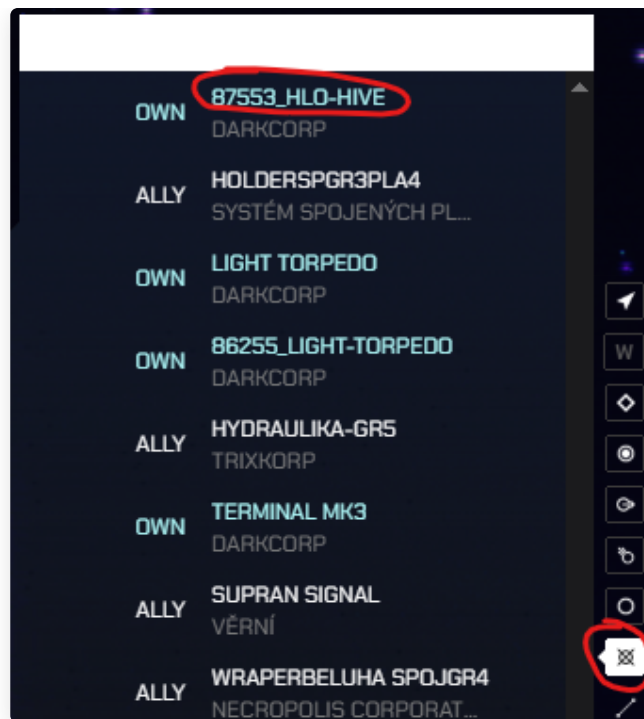 OWN
87553_HLO-HIVE
DARKCORP
ALLY
HOLDERSPGR3PLA4
SYSTÉM SPOJENÝCH PL...
OWN
LIGHT TORPEDO
DARKCORP
OWN
86255_LIGHT-TORPEDO
DARKCORP
ALLY
HYDRAULIKA-GR5
TRIXKORP
OWN
TERMINAL MK3
DARKCORP
ALLY
SUPRAN SIGNAL
VĚRNÍ
ALLY
WRAPERBELUHA SPOJGR4
NECROPOLIS CORPORAT...
W